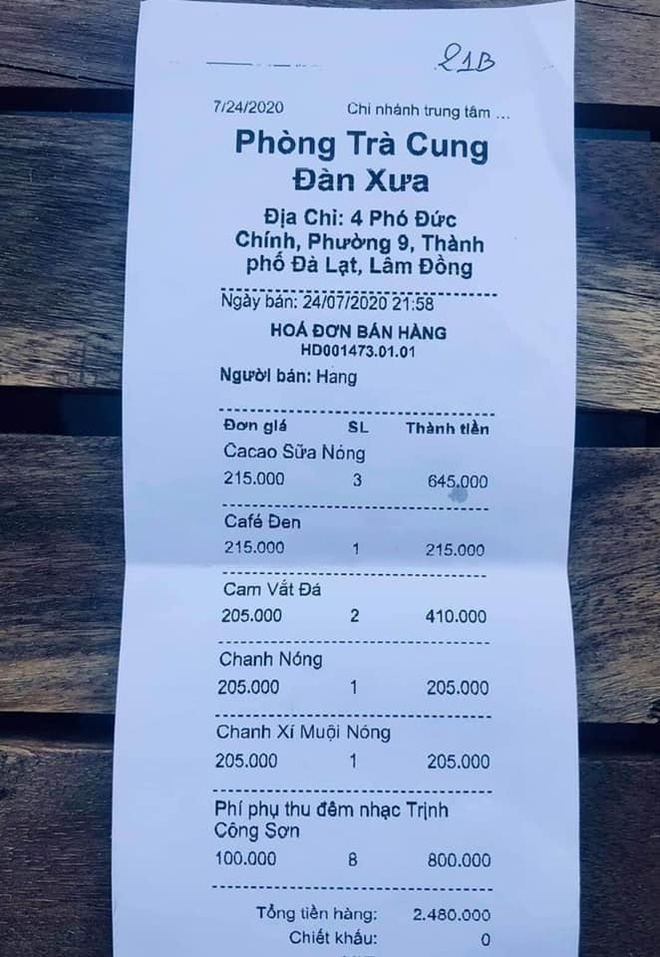 21B
7/24/2020 Chi nhánh trung tâm ...
Phòng Trà Cung
Đàn Xưa
Địa Chỉ: 4 Phó Đức
Chính, Phường 9, Thành
phố Đà Lạt, Lâm Đồng
Ngày bán: 24/07/2020 21:58
HOÁ ĐƠN BÁN HÀNG
HD001473.01.01
Người bán: Hang
Đơn giá SL Thành tiền
Cacao Sữa Nóng
215.000 3 645.000
Café Đen
215.000 1 215.000
Cam Vắt Đá
205.000 2 410.000
Chanh Nóng
205.000 1 205.000
Chanh Xí Muội Nóng
205.000 1 205.000
Phí phụ thu đêm nhạc Trịnh
Công Sơn
100.000 8 800.000
Tổng tiền hàng: 2.480.000
Chiết khấu: 0